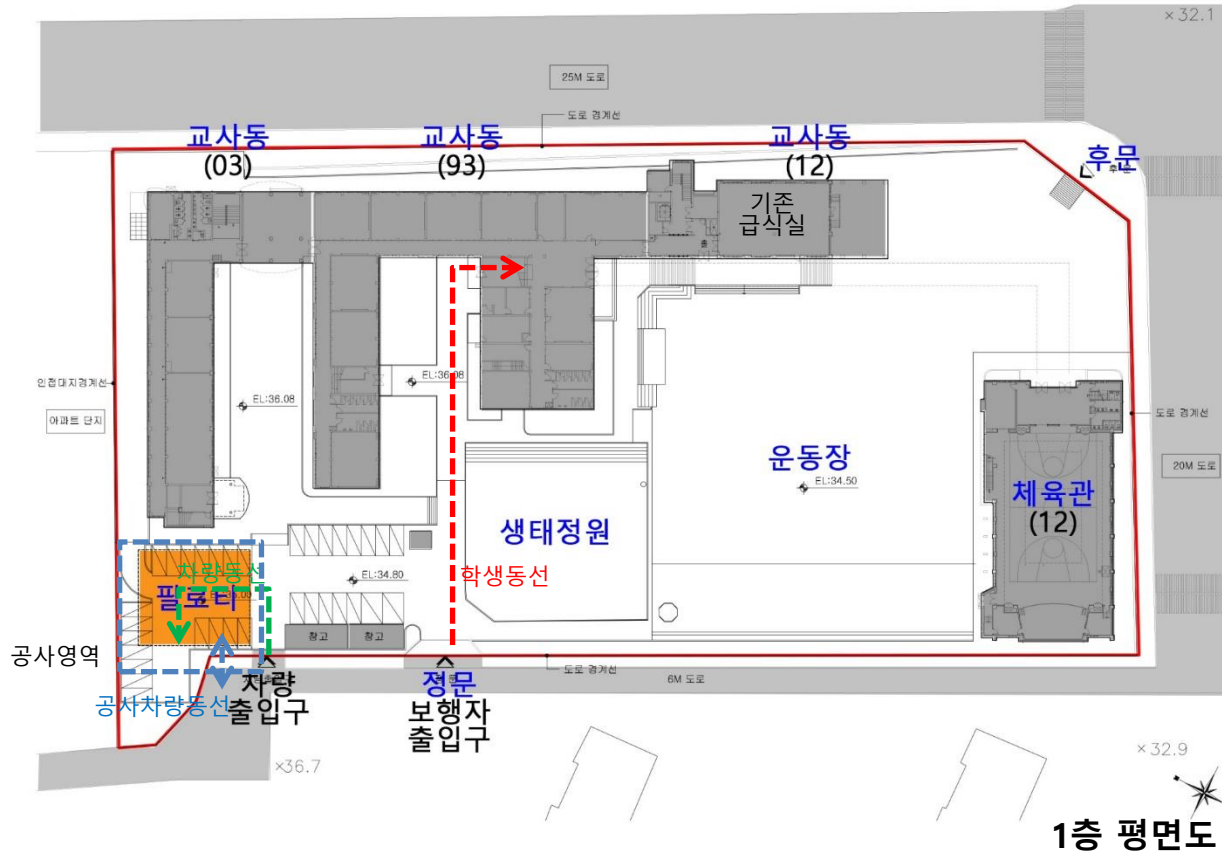 ×32.1
25M 도로
도로 경계선
교사동
(03)
교사동
(93)
교사동
(12)
후문
기존
급식실
홀
인접대지경계선
아파트 단지
EL:36.08
EL:36.08
운동장
EL:34.50
도로 경계선
20M 도로
체육관
(12)
생태정원
학생동선
EL:34.80
차량동선
필로티
창고
창고
공사영역
공사차량동선
차량
출입구
정문
보행자
출입구
도로 경계선
6M 도로
×36.7
×32.9
1층 평면도